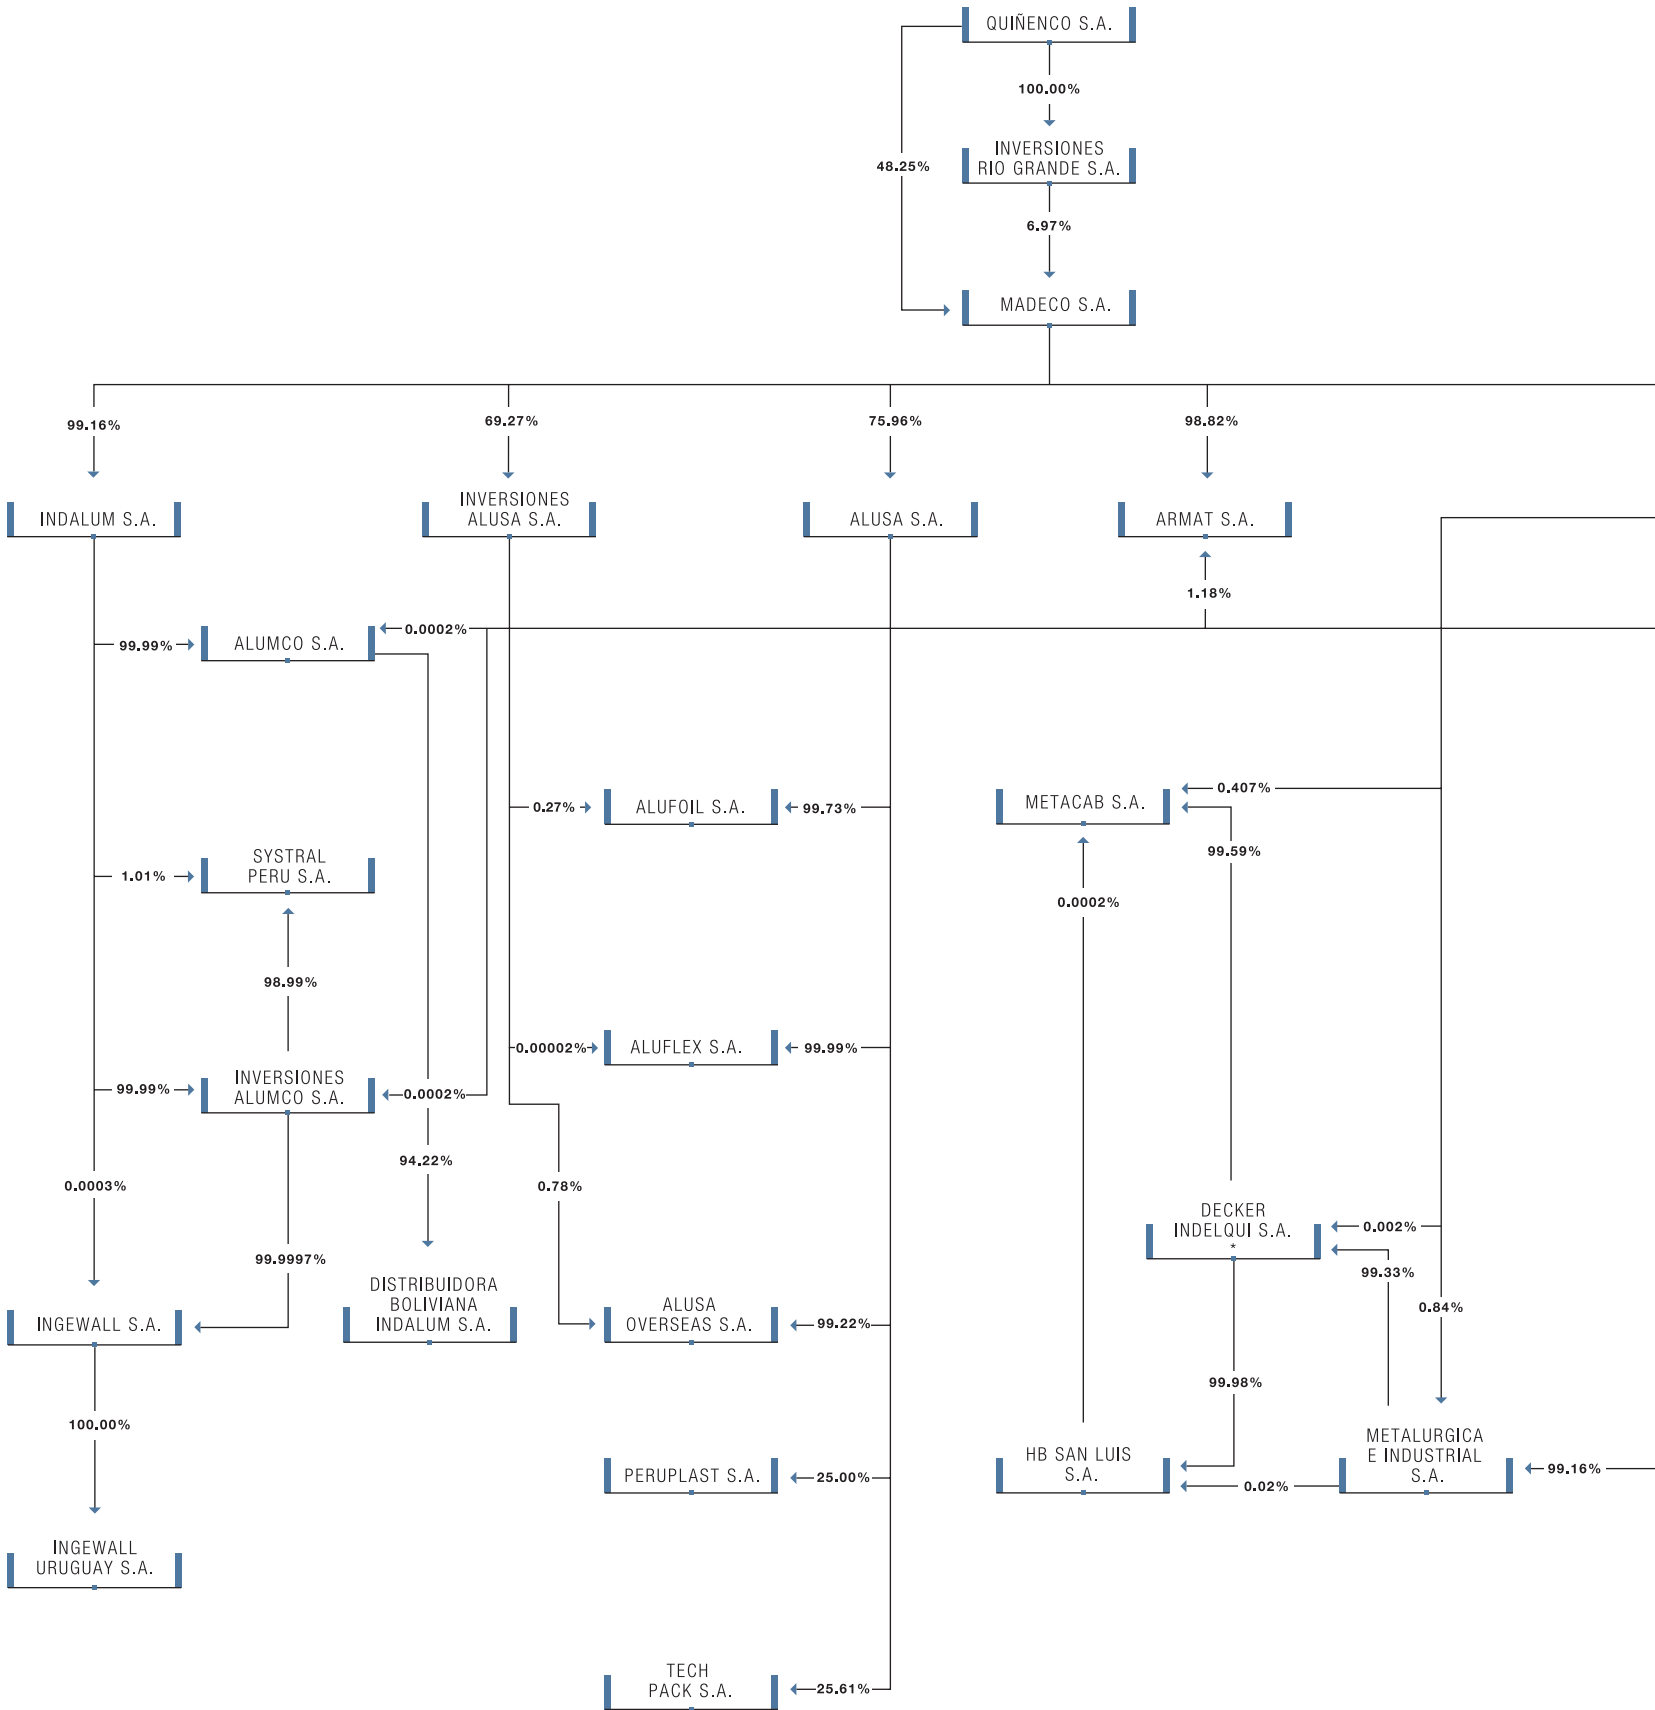 QUIÑENCO S.A.
100.00%
48.25%
INVERSIONES
RIO GRANDE S.A.
6.97%
MADECO S.A.
99.16%
69.27%
75.96%
98.82%
INDALUM S.A.
INVERSIONES
ALUSA S.A.
ALUSA S.A.
ARMAT S.A.
1.18%
99.99%
ALUMCO S.A.
0.0002%
0.27%
ALUFOIL S.A.
99.73%
METACAB S.A.
0.407%
99.59%
1.01%
SYSTRAL
PERU S.A.
0.0002%
98.99%
0.00002%
ALUFLEX S.A.
99.99%
99.99%
INVERSIONES
ALUMCO S.A.
0.0002%
94.22%
0.0003%
0.78%
99.9997%
DECKER
INDELQUI S.A.
*
0.002%
99.33%
0.84%
INGEWALL S.A.
DISTRIBUIDORA
BOLIVIANA
INDALUM S.A.
ALUSA
OVERSEAS S.A.
99.22%
99.98%
100.00%
PERUPLAST S.A.
25.00%
HB SAN LUIS
S.A.
0.02%
METALURGICA
E INDUSTRIAL
S.A.
99.16%
INGEWALL
URUGUAY S.A.
TECH
PACK S.A.
25.61%